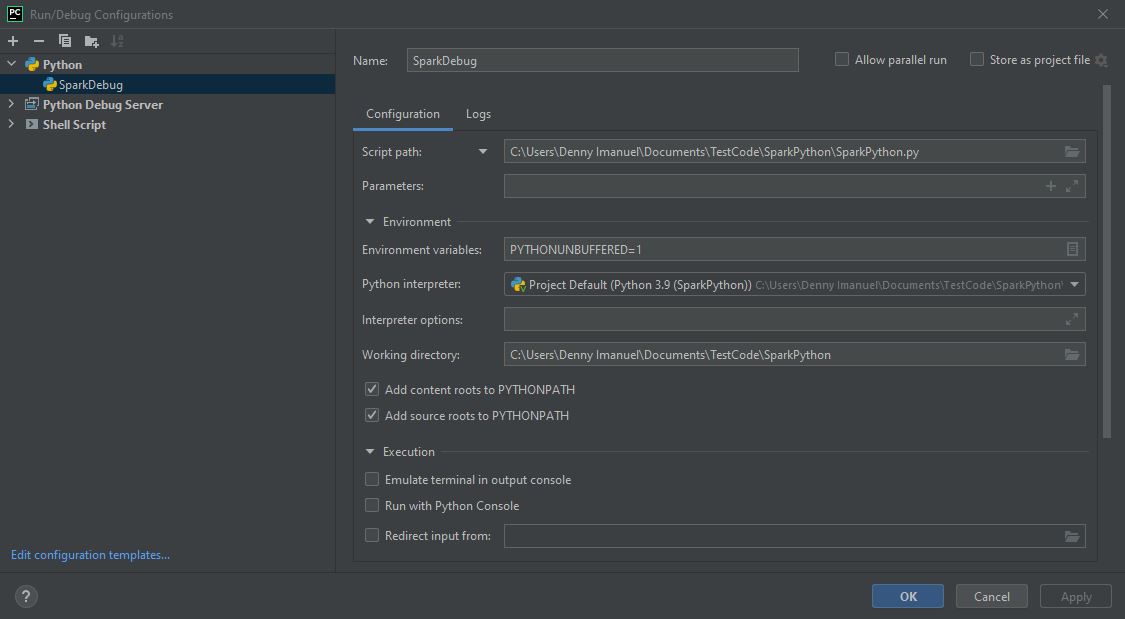 PC Run/Debug Configurations
Python
SparkDebug
Python Debug Server
Shell Script
Edit configuration templates...
Name: SparkDebug Allow parallel run Store as project file
Configuration Logs
Script path: C:\Users\Denny Imanuel\Documents\TestCode\SparkPython\SparkPython.py
Parameters:
Environment
Environment variables: PYTHONUNBUFFERED=1
Python interpreter: Project Default (Python 3.9 (SparkPython)) C:\Users\Denny Imanuel\Documents\TestCode\SparkPython\
Interpreter options:
Working directory: C:\Users\Denny Imanuel\Documents\TestCode\SparkPython
Add content roots to PYTHONPATH
Add source roots to PYTHONPATH
Execution
Emulate terminal in output console
Run with Python Console
Redirect input from:
? OK Cancel Apply